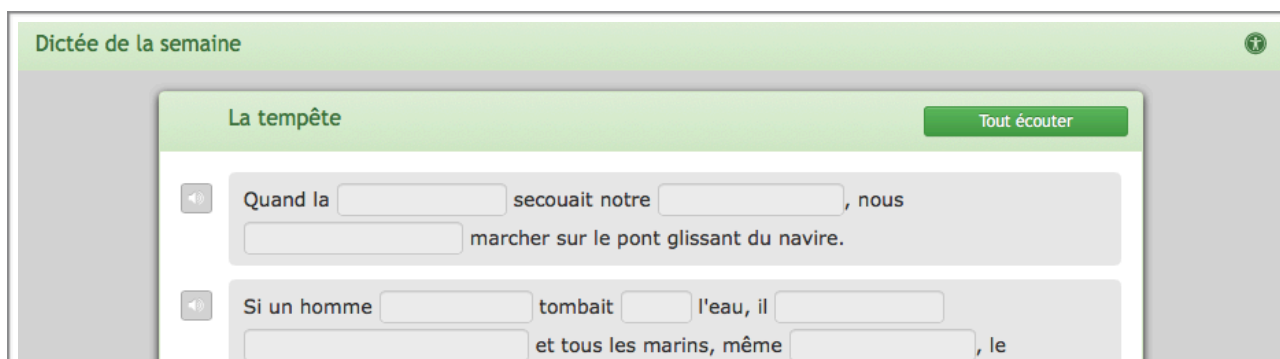 Dictée de la semaine
La tempête
Tout écouter
Quand la secouait notre , nous
marcher sur le pont glissant du navire.
Si un homme tombait l'eau, il
et tous les marins, même , le